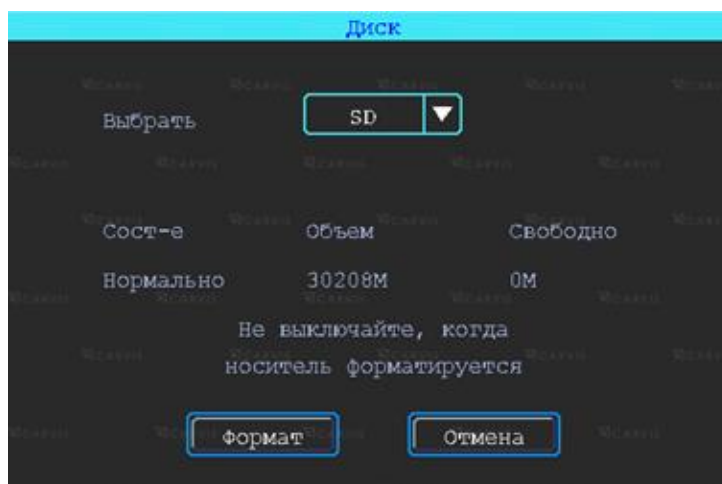 Диск
Выбрать SD
Сост-е Объем Свободно
Нормально 30208M 0M
Не выключайте, когда
носитель форматируется
Формат Отмена